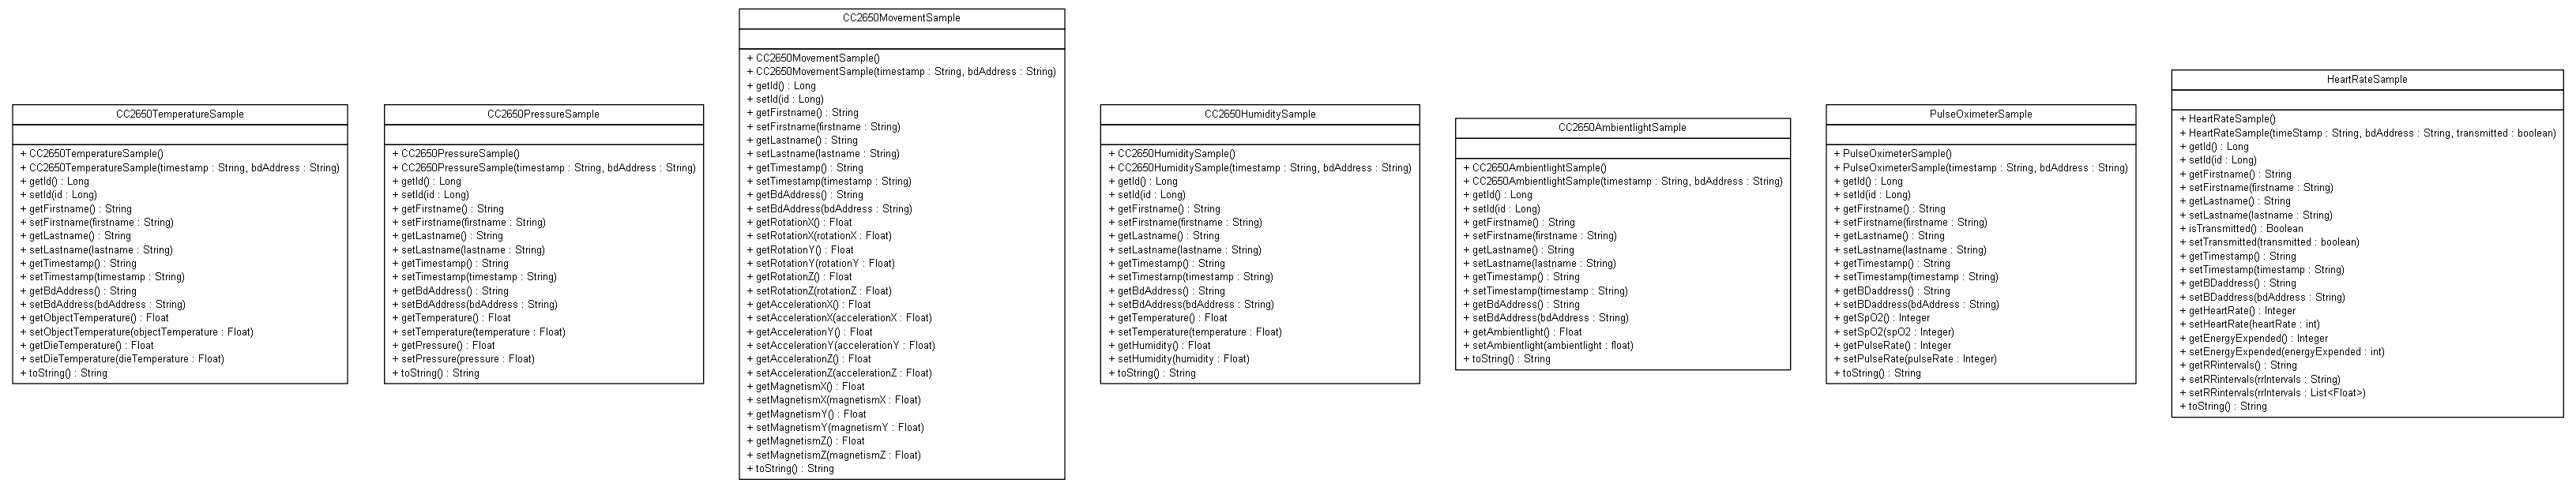 CC2650TemperatureSample
+ CC2650TemperatureSample()
+ CC2650TemperatureSample(timestamp : String, bdAddress : String)
+ getId() : Long
+ setId(id : Long)
+ getFirstname() : String
+ setFirstname(firstname : String)
+ getLastname() : String
+ setLastname(lastname : String)
+ getTimestamp() : String
+ setTimestamp(timestamp : String)
+ getBdAddress() : String
+ setBdAddress(bdAddress : String)
+ getObjectTemperature() : Float
+ setObjectTemperature(objectTemperature : Float)
+ getDieTemperature() : Float
+ setDieTemperature(dieTemperature : Float)
+ toString() : String
CC2650PressureSample
+ CC2650PressureSample()
+ CC2650PressureSample(timestamp : String, bdAddress : String)
+ getId() : Long
+ setId(id : Long)
+ getFirstname() : String
+ setFirstname(firstname : String)
+ getLastname() : String
+ setLastname(lastname : String)
+ getTimestamp() : String
+ setTimestamp(timestamp : String)
+ getBdAddress() : String
+ setBdAddress(bdAddress : String)
+ getTemperature() : Float
+ setTemperature(temperature : Float)
+ getPressure() : Float
+ setPressure(pressure : Float)
+ toString() : String
CC2650MovementSample
+ CC2650MovementSample()
+ CC2650MovementSample(timestamp : String, bdAddress : String)
+ getId() : Long
+ setId(id : Long)
+ getFirstname() : String
+ setFirstname(firstname : String)
+ getLastname() : String
+ setLastname(lastname : String)
+ getTimestamp() : String
+ setTimestamp(timestamp : String)
+ getBdAddress() : String
+ setBdAddress(bdAddress : String)
+ getRotationX() : Float
+ setRotationX(rotationX : Float)
+ getRotationY() : Float
+ setRotationY(rotationY : Float)
+ getRotationZ() : Float
+ setRotationZ(rotationZ : Float)
+ getAccelerationX() : Float
+ setAccelerationX(accelerationX : Float)
+ getAccelerationY() : Float
+ setAccelerationY(accelerationY : Float)
+ getAccelerationZ() : Float
+ setAccelerationZ(accelerationZ : Float)
+ getMagnetismX() : Float
+ setMagnetismX(magnetismX : Float)
+ getMagnetismY() : Float
+ setMagnetismY(magnetismY : Float)
+ getMagnetismZ() : Float
+ setMagnetismZ(magnetismZ : Float)
+ toString() : String
CC2650HumiditySample
+ CC2650HumiditySample()
+ CC2650HumiditySample(timestamp : String, bdAddress : String)
+ getId() : Long
+ setId(id : Long)
+ getFirstname() : String
+ setFirstname(firstname : String)
+ getLastname() : String
+ setLastname(lastname : String)
+ getTimestamp() : String
+ setTimestamp(timestamp : String)
+ getBdAddress() : String
+ setBdAddress(bdAddress : String)
+ getTemperature() : Float
+ setTemperature(temperature : Float)
+ getHumidity() : Float
+ setHumidity(humidity : Float)
+ toString() : String
CC2650AmbientlightSample
+ CC2650AmbientlightSample()
+ CC2650AmbientlightSample(timestamp : String, bdAddress : String)
+ getId() : Long
+ setId(id : Long)
+ getFirstname() : String
+ setFirstname(firstname : String)
+ getLastname() : String
+ setLastname(lastname : String)
+ getTimestamp() : String
+ setTimestamp(timestamp : String)
+ getBdAddress() : String
+ setBdAddress(bdAddress : String)
+ getAmbientlight() : Float
+ setAmbientlight(ambientlight : float)
+ toString() : String
PulseOximeterSample
+ PulseOximeterSample()
+ PulseOximeterSample(timestamp : String, bdAddress : String)
+ getId() : Long
+ setId(id : Long)
+ getFirstname() : String
+ setFirstname(firstname : String)
+ getLastname() : String
+ setLastname(lastname : String)
+ getTimestamp() : String
+ setTimestamp(timestamp : String)
+ getBDaddress() : String
+ setBDaddress(bdAddress : String)
+ getSpO2() : Integer
+ setSpO2(spO2 : Integer)
+ getPulseRate() : Integer
+ setPulseRate(pulseRate : Integer)
+ toString() : String
HeartRateSample
+ HeartRateSample()
+ HeartRateSample(timeStamp : String, bdAddress : String, transmitted : boolean)
+ getId() : Long
+ setId(id : Long)
+ getFirstname() : String
+ setFirstname(firstname : String)
+ getLastname() : String
+ setLastname(lastname : String)
+ isTransmitted() : Boolean
+ setTransmitted(transmitted : boolean)
+ getTimestamp() : String
+ setTimestamp(timestamp : String)
+ getBDaddress() : String
+ setBDaddress(bdAddress : String)
+ getHeartRate() : Integer
+ setHeartRate(heartRate : int)
+ getEnergyExpended() : Integer
+ setEnergyExpended(energyExpended : int)
+ getRRintervals() : String
+ setRRintervals(rrIntervals : String)
+ setRRintervals(rrIntervals : List<Float>)
+ toString() : String